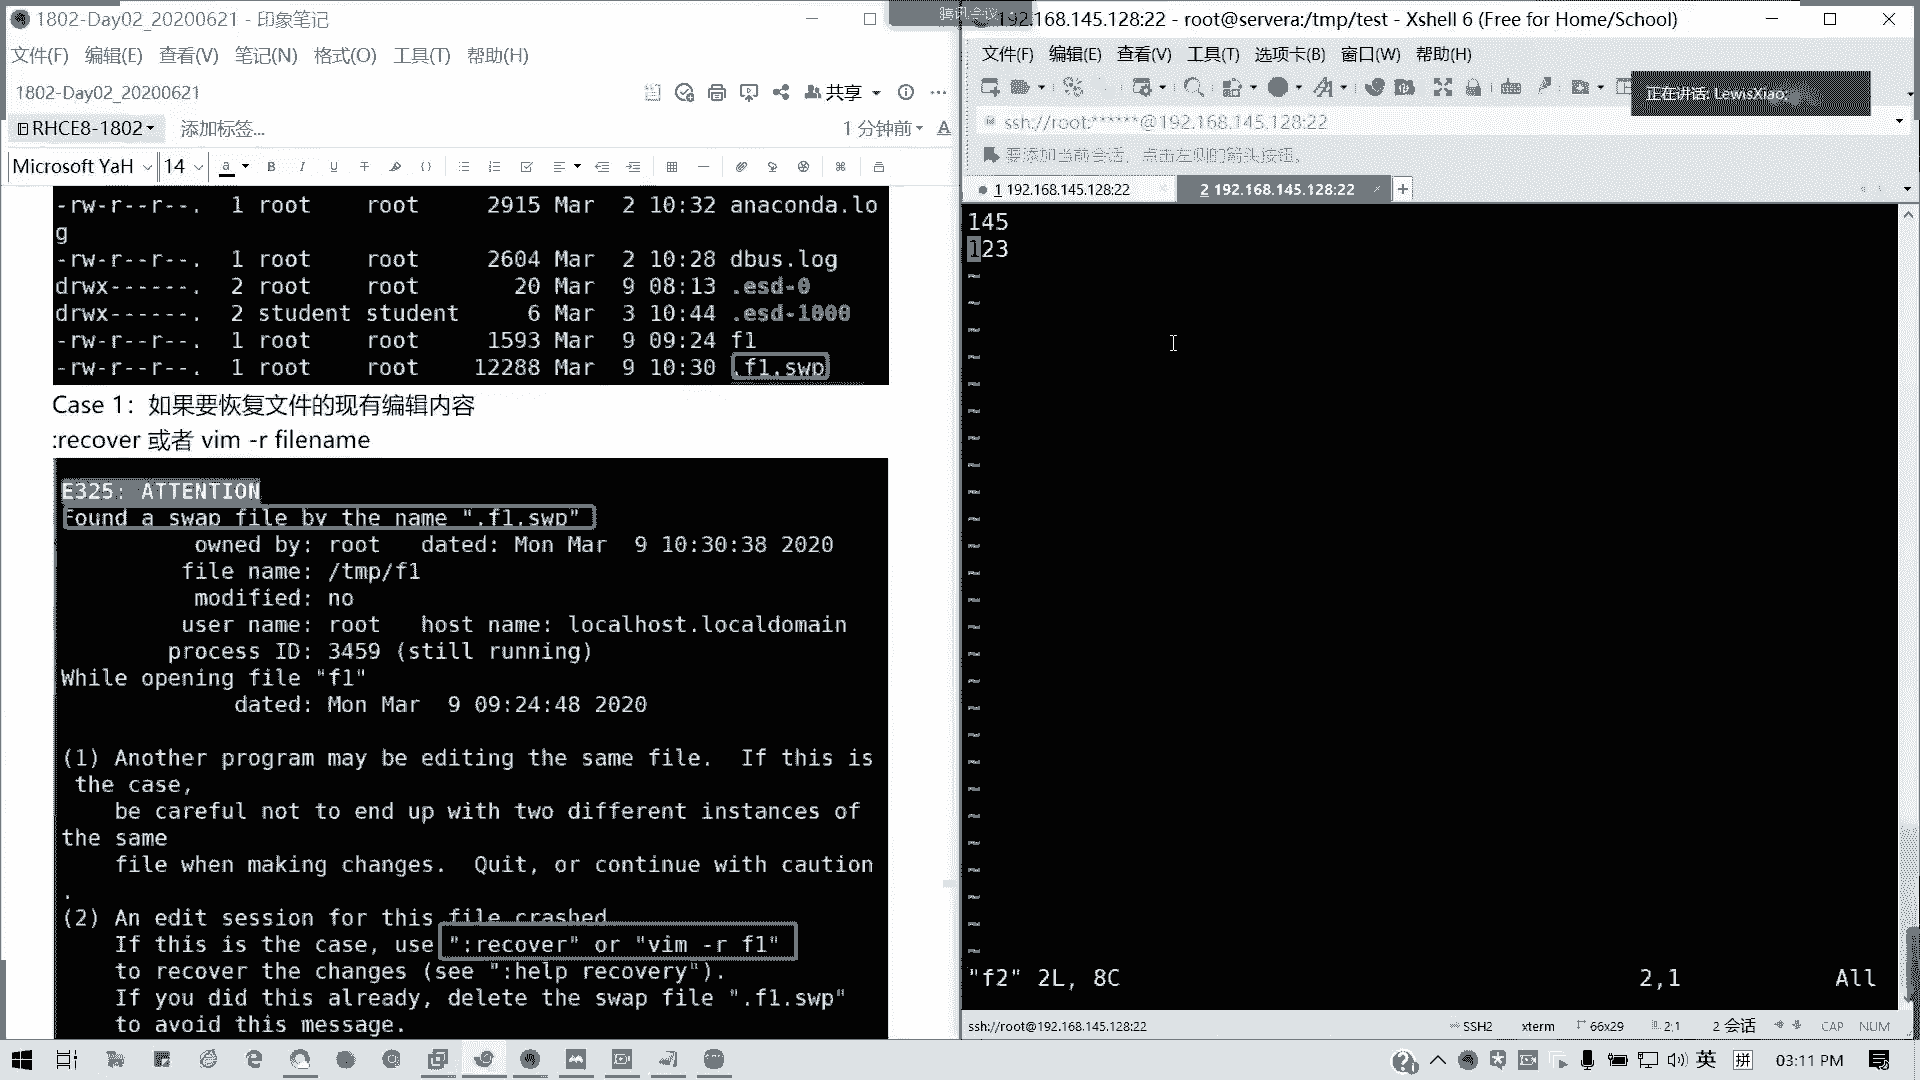 1802-Day02_20200621 - 印象笔记
文件(F) 编辑(E) 查看(V) 笔记(N) 格式(O) 工具(T) 帮助(H)
1802-Day02_20200621
共享
RHCE8-1802
添加标签...
1 分钟前
Microsoft YaH 14
-rw-r--r--. 1 root root 2915 Mar 2 10:32 anaconda.lo
g
-rw-r--r--. 1 root root 2604 Mar 2 10:28 dbus.log
drwx------. 2 root root 20 Mar 9 08:13 .esd-0
drwx------. 2 student student 6 Mar 3 10:44 .esd-1000
-rw-r--r--. 1 root root 1593 Mar 9 09:24 f1
-rw-r--r--. 1 root root 12288 Mar 9 10:30 .f1.swp
Case 1：如果要恢复文件的现有编辑内容
:recover 或者 vim -r filename
E325: ATTENTION
Found a swap file by the name ".f1.swp"
owned by: root dated: Mon Mar 9 10:30:38 2020
file name: /tmp/f1
modified: no
user name: root host name: localhost.localdomain
process ID: 3459 (still running)
While opening file "f1"
dated: Mon Mar 9 09:24:48 2020
(1) Another program may be editing the same file. If this is
the case,
be careful not to end up with two different instances of
the same
file when making changes. Quit, or continue with caution
.
(2) An edit session for this file crashed
If this is the case, use ":recover" or "vim -r f1"
to recover the changes (see ":help recovery").
If you did this already, delete the swap file ".f1.swp"
to avoid this message.
腾讯会议
192.168.145.128:22 - root@servera:/tmp/test - Xshell 6 (Free for Home/School)
文件(F) 编辑(E) 查看(V) 工具(T) 选项卡(B) 窗口(W) 帮助(H)
正在讲话: LewisXiao;
ssh://root:******@192.168.145.128:22
要添加当前会话，点击左侧的箭头按钮。
1 192.168.145.128:22
2 192.168.145.128:22
145
123
"f2" 2L, 8C 2,1 All
ssh://root@192.168.145.128:22 SSH2 xterm 66x29 2:1 2 会话 CAP NUM
英 拼 03:11 PM